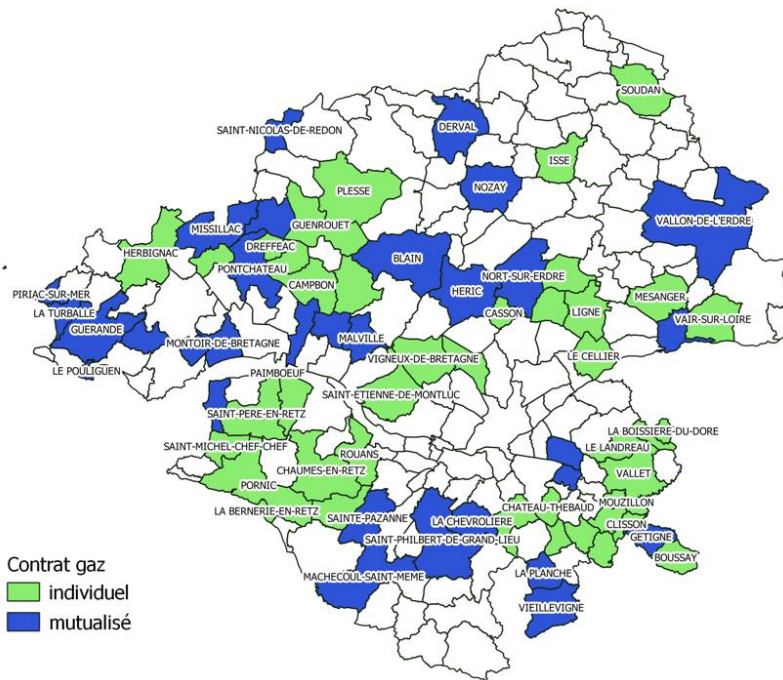 SOUDAN
SAINT-NICOLAS-DE-REDON
DERVAL
ISSE
PLESSE
NOZAY
VALLON-DE-L'ERDRE
MISSILLAC
GUENROUET
HERBIGNAC
DREFFEAC
BLAIN
PONTCHATEAU
NORT-SUR-ERDRE
CAMPBON
HERIC
MESANGER
PIRIAC-SUR-MER
LA TURBALLE
CASSON
LIGNE
VAIR-SUR-LOIRE
GUERANDE
MONTOIR-DE-BRETAGNE
MALVILLE
VIGNEUX-DE-BRETAGNE
LE CELLIER
LE POULIGUEN
PAIMBOEUF
SAINT-ETIENNE-DE-MONTLUC
SAINT-PERE-EN-RETZ
LA BOISSIERE-DU-DORE
SAINT-MICHEL-CHEF-CHEF
ROUANS
LE LANDREAU
CHAUMES-EN-RETZ
VALLET
PORNIC
MOUZILLON
LA BERNERIE-EN-RETZ
SAINTE-PAZANNE
LA CHEVROLIERE
CHATEAU-THEBAUD
CLISSON
SAINT-PHILBERT-DE-GRAND-LIEU
GETIGNE
BOUSSAY
Contrat gaz
MACHECOUL-SAINT-MEME
LA PLANCHE
individuel
VIEILLEVIGNE
mutualisé